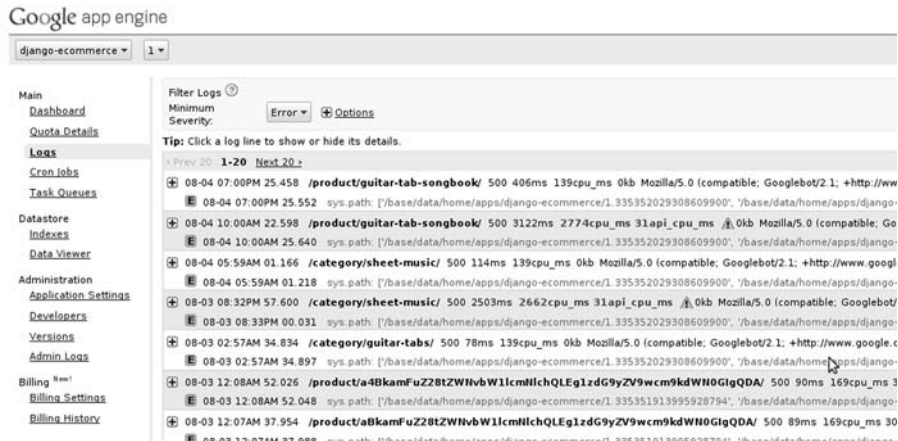 Google app engine
django-ecommerce 1
Main
Dashboard
Quota Details
Logs
Cron Jobs
Task Queues
Datastore
Indexes
Data Viewer
Administration
Application Settings
Developers
Versions
Admin Logs
Billing New!
Billing Settings
Billing History
Filter Logs ?
Minimum
Severity:
Error
Options
Tip: Click a log line to show or hide its details.
‹ Prev 20 1-20 Next 20 ›
08-04 07:00PM 25.458 /product/guitar-tab-songbook/ 500 406ms 139cpu_ms 0kb Mozilla/5.0 (compatible; Googlebot/2.1; +http://ww
E 08-04 07:00PM 25.552 sys.path: ['/base/data/home/apps/django-ecommerce/1.335352029308609900', '/base/data/home/apps/django-
08-04 10:00AM 22.598 /product/guitar-tab-songbook/ 500 3122ms 2774cpu_ms 31api_cpu_ms 0kb Mozilla/5.0 (compatible; Go
E 08-04 10:00AM 25.640 sys.path: ['/base/data/home/apps/django-ecommerce/1.335352029308609900', '/base/data/home/apps/django-
08-04 05:59AM 01.166 /category/sheet-music/ 500 114ms 139cpu_ms 0kb Mozilla/5.0 (compatible; Googlebot/2.1; +http://www.googl
E 08-04 05:59AM 01.218 sys.path: ['/base/data/home/apps/django-ecommerce/1.335352029308609900', '/base/data/home/apps/django-
08-03 08:32PM 57.600 /category/sheet-music/ 500 2503ms 2662cpu_ms 31api_cpu_ms 0kb Mozilla/5.0 (compatible; Googlebot/
E 08-03 08:33PM 00.031 sys.path: ['/base/data/home/apps/django-ecommerce/1.335352029308609900', '/base/data/home/apps/django-
08-03 02:57AM 34.834 /category/guitar-tabs/ 500 78ms 139cpu_ms 0kb Mozilla/5.0 (compatible; Googlebot/2.1; +http://www.google.c
E 08-03 02:57AM 34.897 sys.path: ['/base/data/home/apps/django-ecommerce/1.335352029308609900', '/base/data/home/apps/django-
08-03 12:08AM 52.026 /product/a4BkamFuZ28tZWNvbW1lcmNlchQLEg1zdG9yZV9wcm9kdWN0GIgQDA/ 500 90ms 169cpu_ms 3
E 08-03 12:08AM 52.048 sys.path: ['/base/data/home/apps/django-ecommerce/1.335351913995928794', '/base/data/home/apps/django-
08-03 12:07AM 37.954 /product/aBkamFuZ28tZWNvbW1lcmNlchQLEg1zdG9yZV9wcm9kdWN0GIgQDA/ 500 89ms 169cpu_ms 30